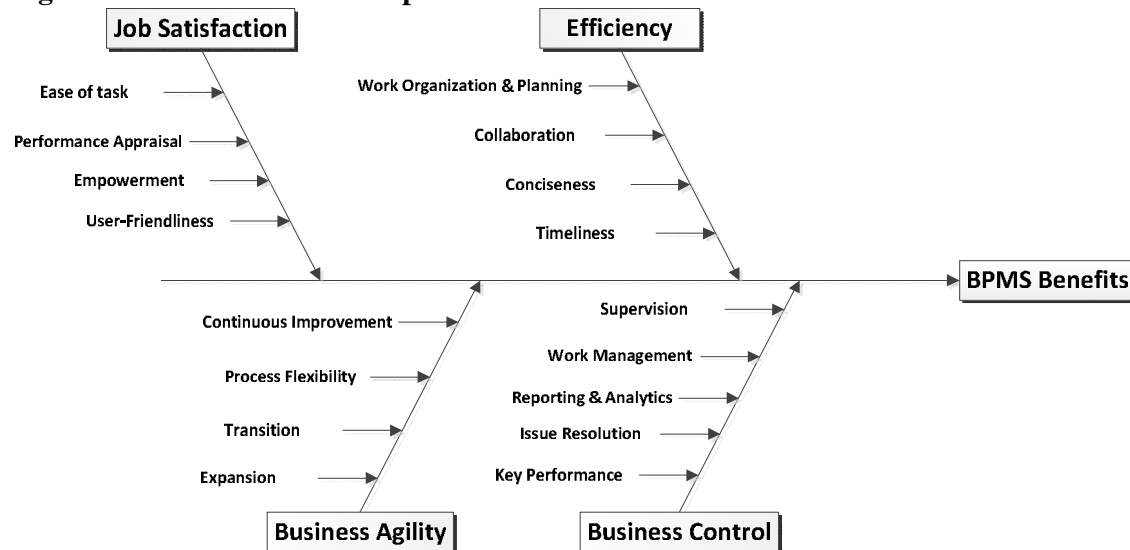 Job Satisfaction
Efficiency
Ease of task
Performance Appraisal
Empowerment
User-Friendliness
Work Organization & Planning
Collaboration
Conciseness
Timeliness
BPMS Benefits
Continuous Improvement
Process Flexibility
Transition
Expansion
Supervision
Work Management
Reporting & Analytics
Issue Resolution
Key Performance
Business Agility
Business Control